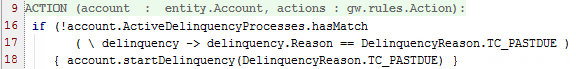 9 ACTION (account : entity.Account, actions : gw.rules.Action):
16 if (!account.ActiveDelinquencyProcesses.hasMatch
17 ( \ delinquency -> delinquency.Reason == DelinquencyReason.TC_PASTDUE )
18 { account.startDelinquency(DelinquencyReason.TC_PASTDUE) }